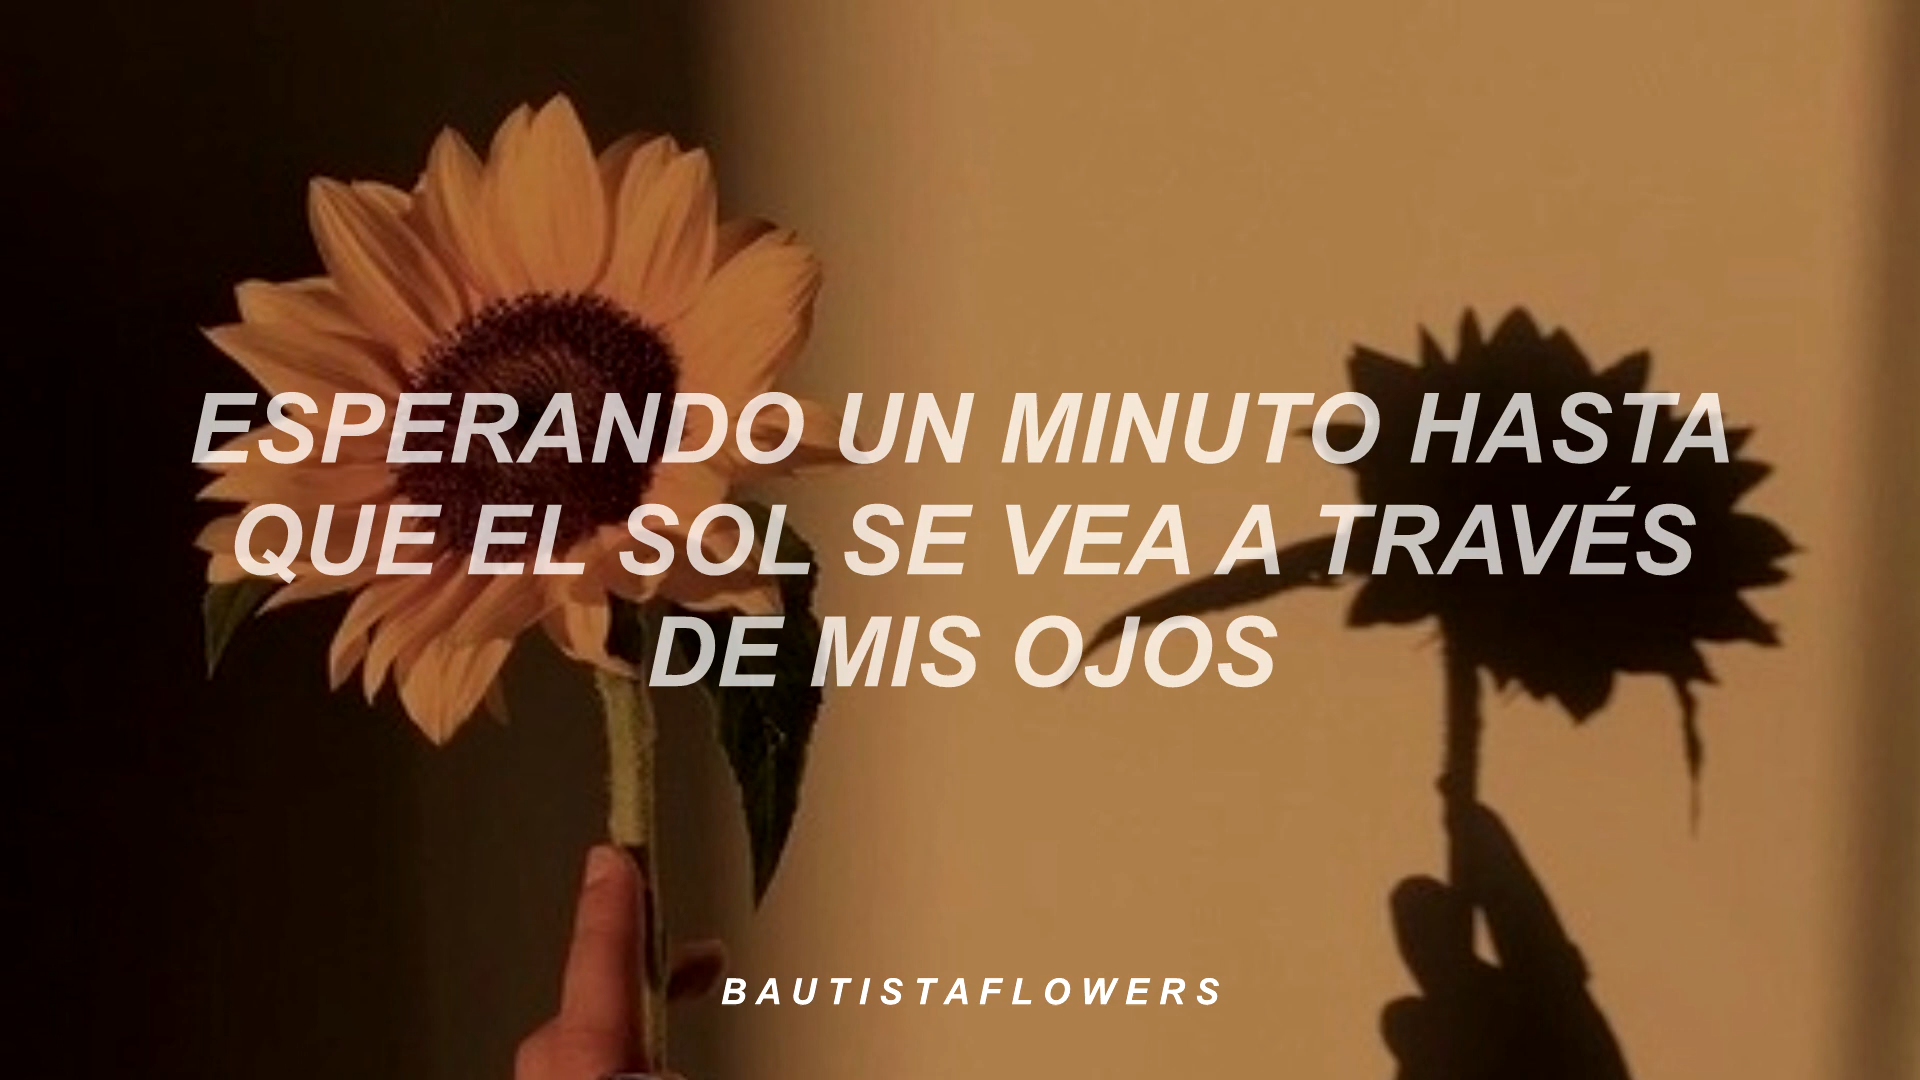 ESPERANDO UN MINUTO HASTA
QUE EL SOL SE VEA A TRAVÉS
DE MIS OJOS
BAUTISTAFLOWERS